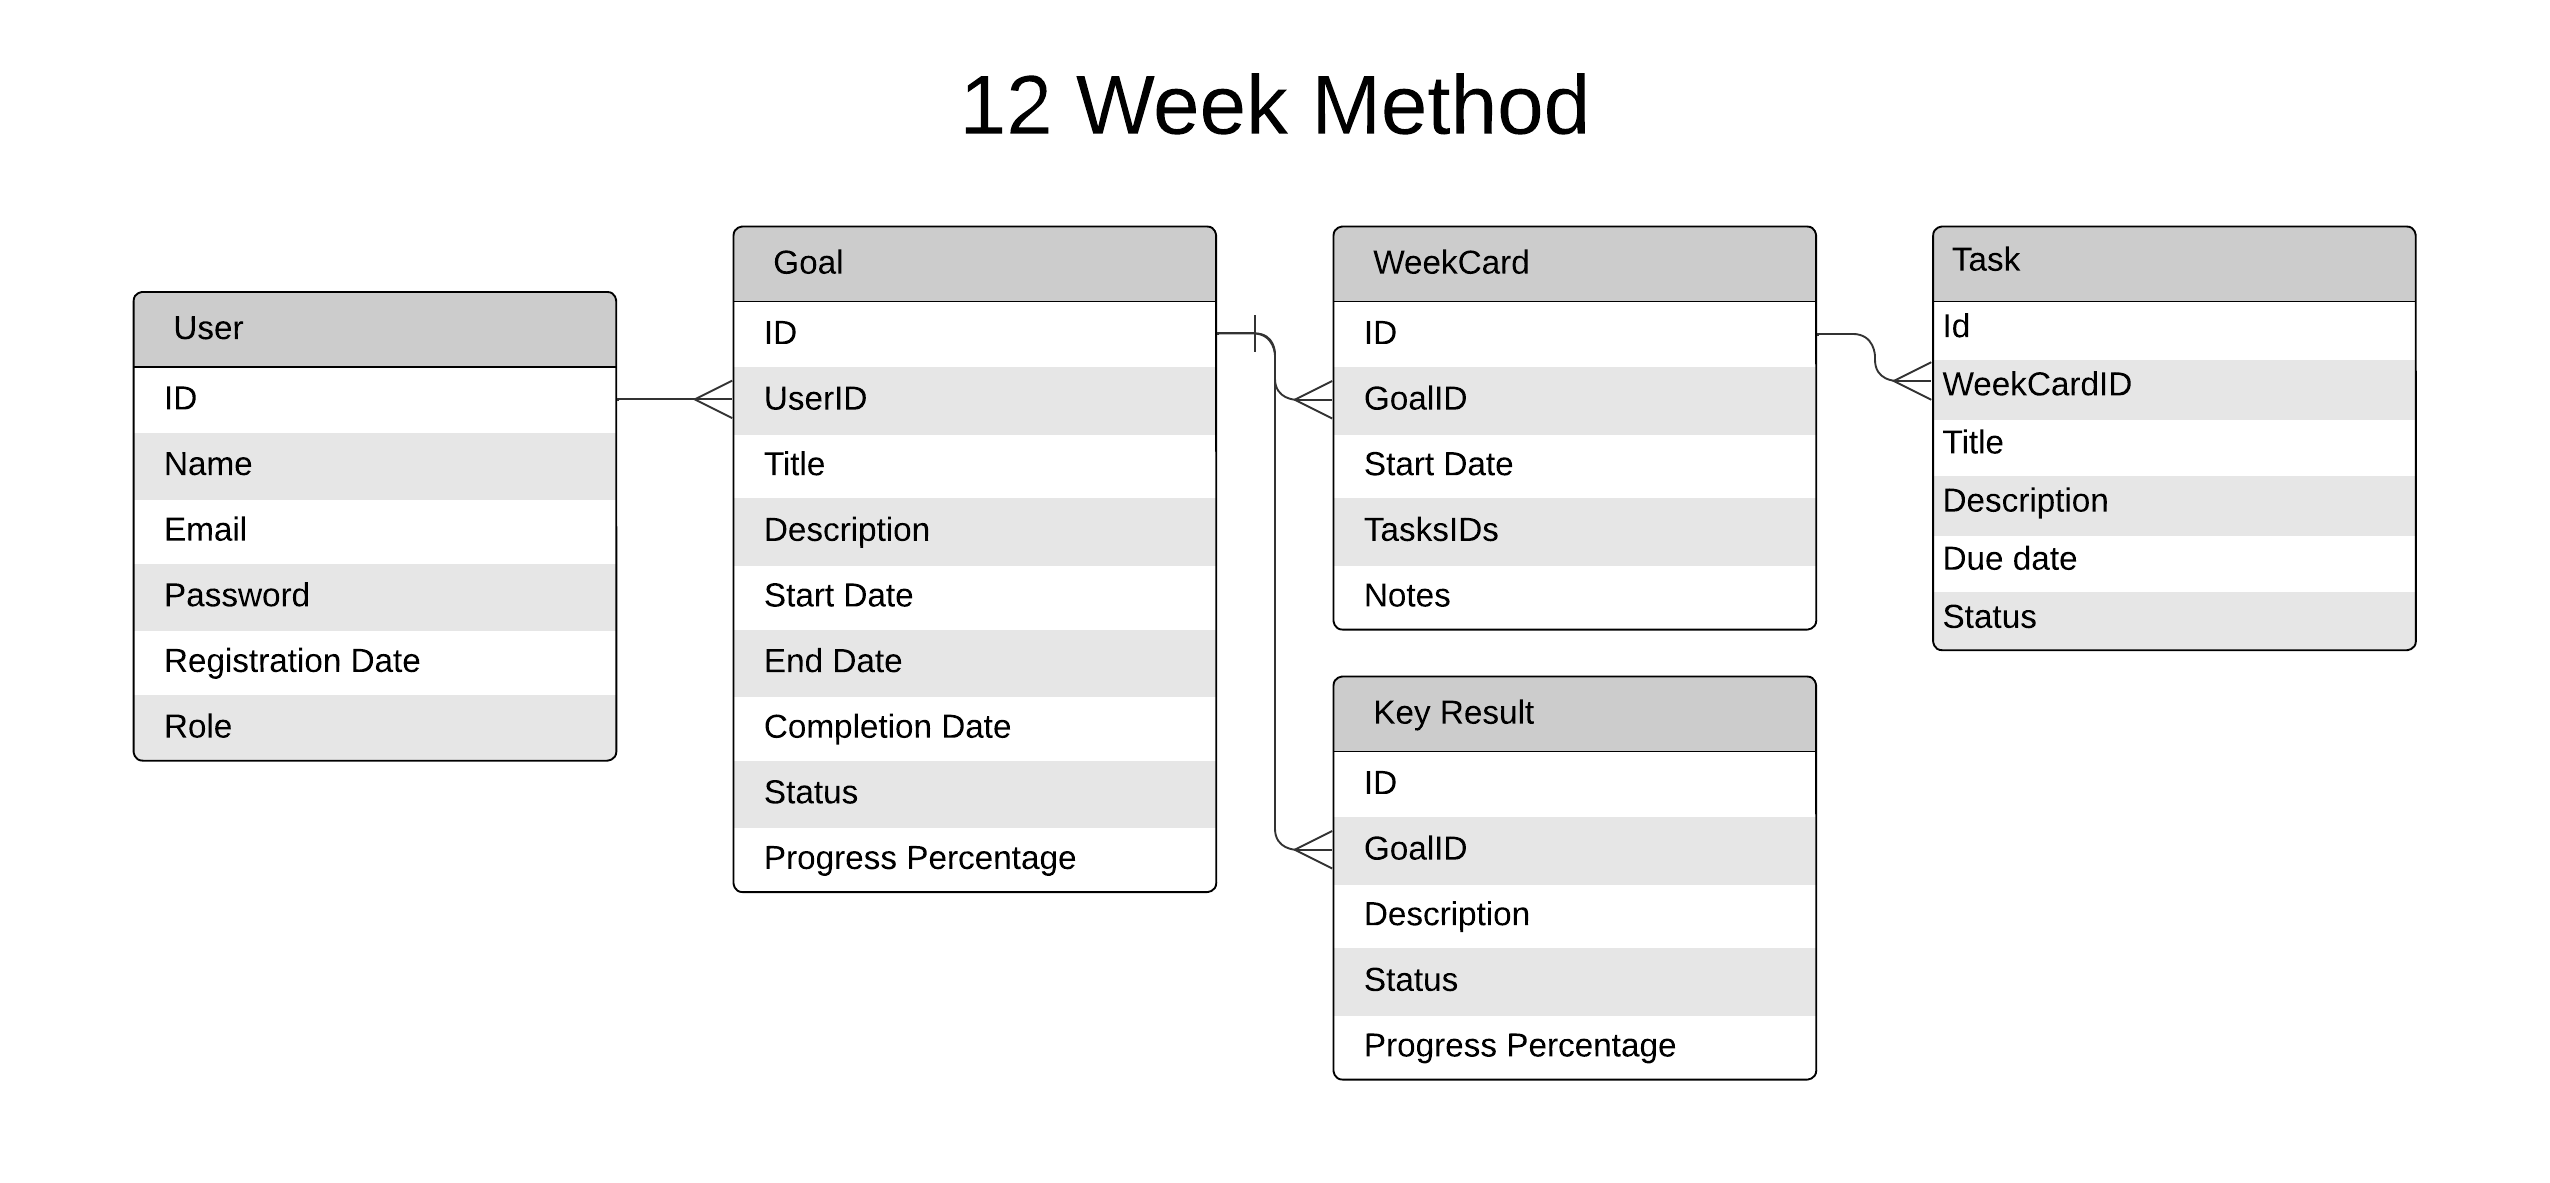 12 Week Method
User
ID
Name
Email
Password
Registration Date
Role
Goal
ID
UserID
Title
Description
Start Date
End Date
Completion Date
Status
Progress Percentage
WeekCard
ID
GoalID
Start Date
TasksIDs
Notes
Key Result
ID
GoalID
Description
Status
Progress Percentage
Task
Id
WeekCardID
Title
Description
Due date
Status